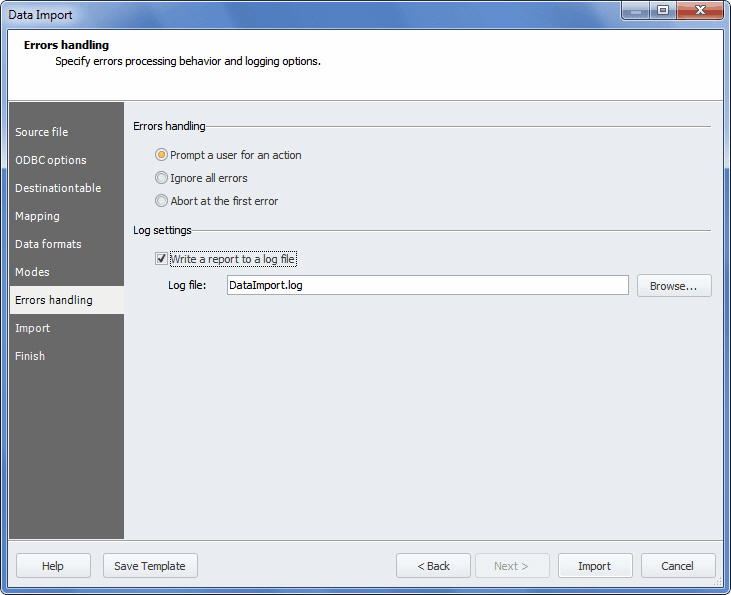 Data Import
Errors handling
Specify errors processing behavior and logging options.
Source file
ODBC options
Destinationtable
Mapping
Data formats
Modes
Errors handling
Import
Finish
Errors handling
Prompt a user for an action
Ignore all errors
Abort at the first error
Log settings
Write a report to a log file
Log file: DataImport.log Browse...
Help Save Template < Back Next > Import Cancel